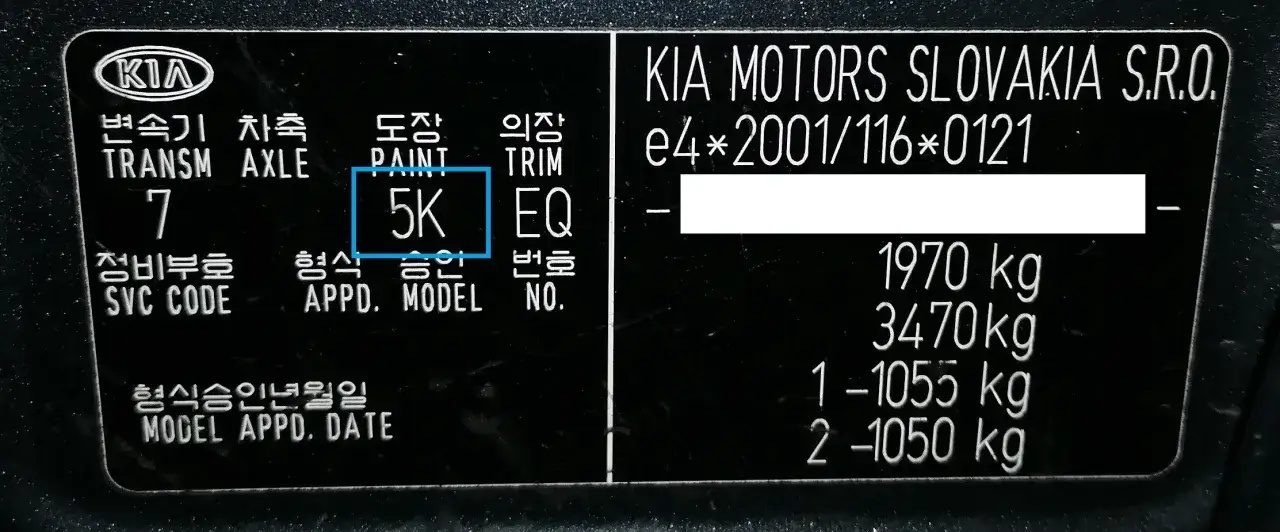 KIA
변속기 차축 도장 의장
TRANSM AXLE PAINT TRIM
7 5K EQ
정비부호 형식 승인 번호
SVC CODE APPD. MODEL NO.
형식승인년월일
MODEL APPD. DATE
KIA MOTORS SLOVAKIA S.R.O.
e4*2001/116*0121
- -
1970 kg
3470 kg
1 -1055 kg
2 -1050 kg